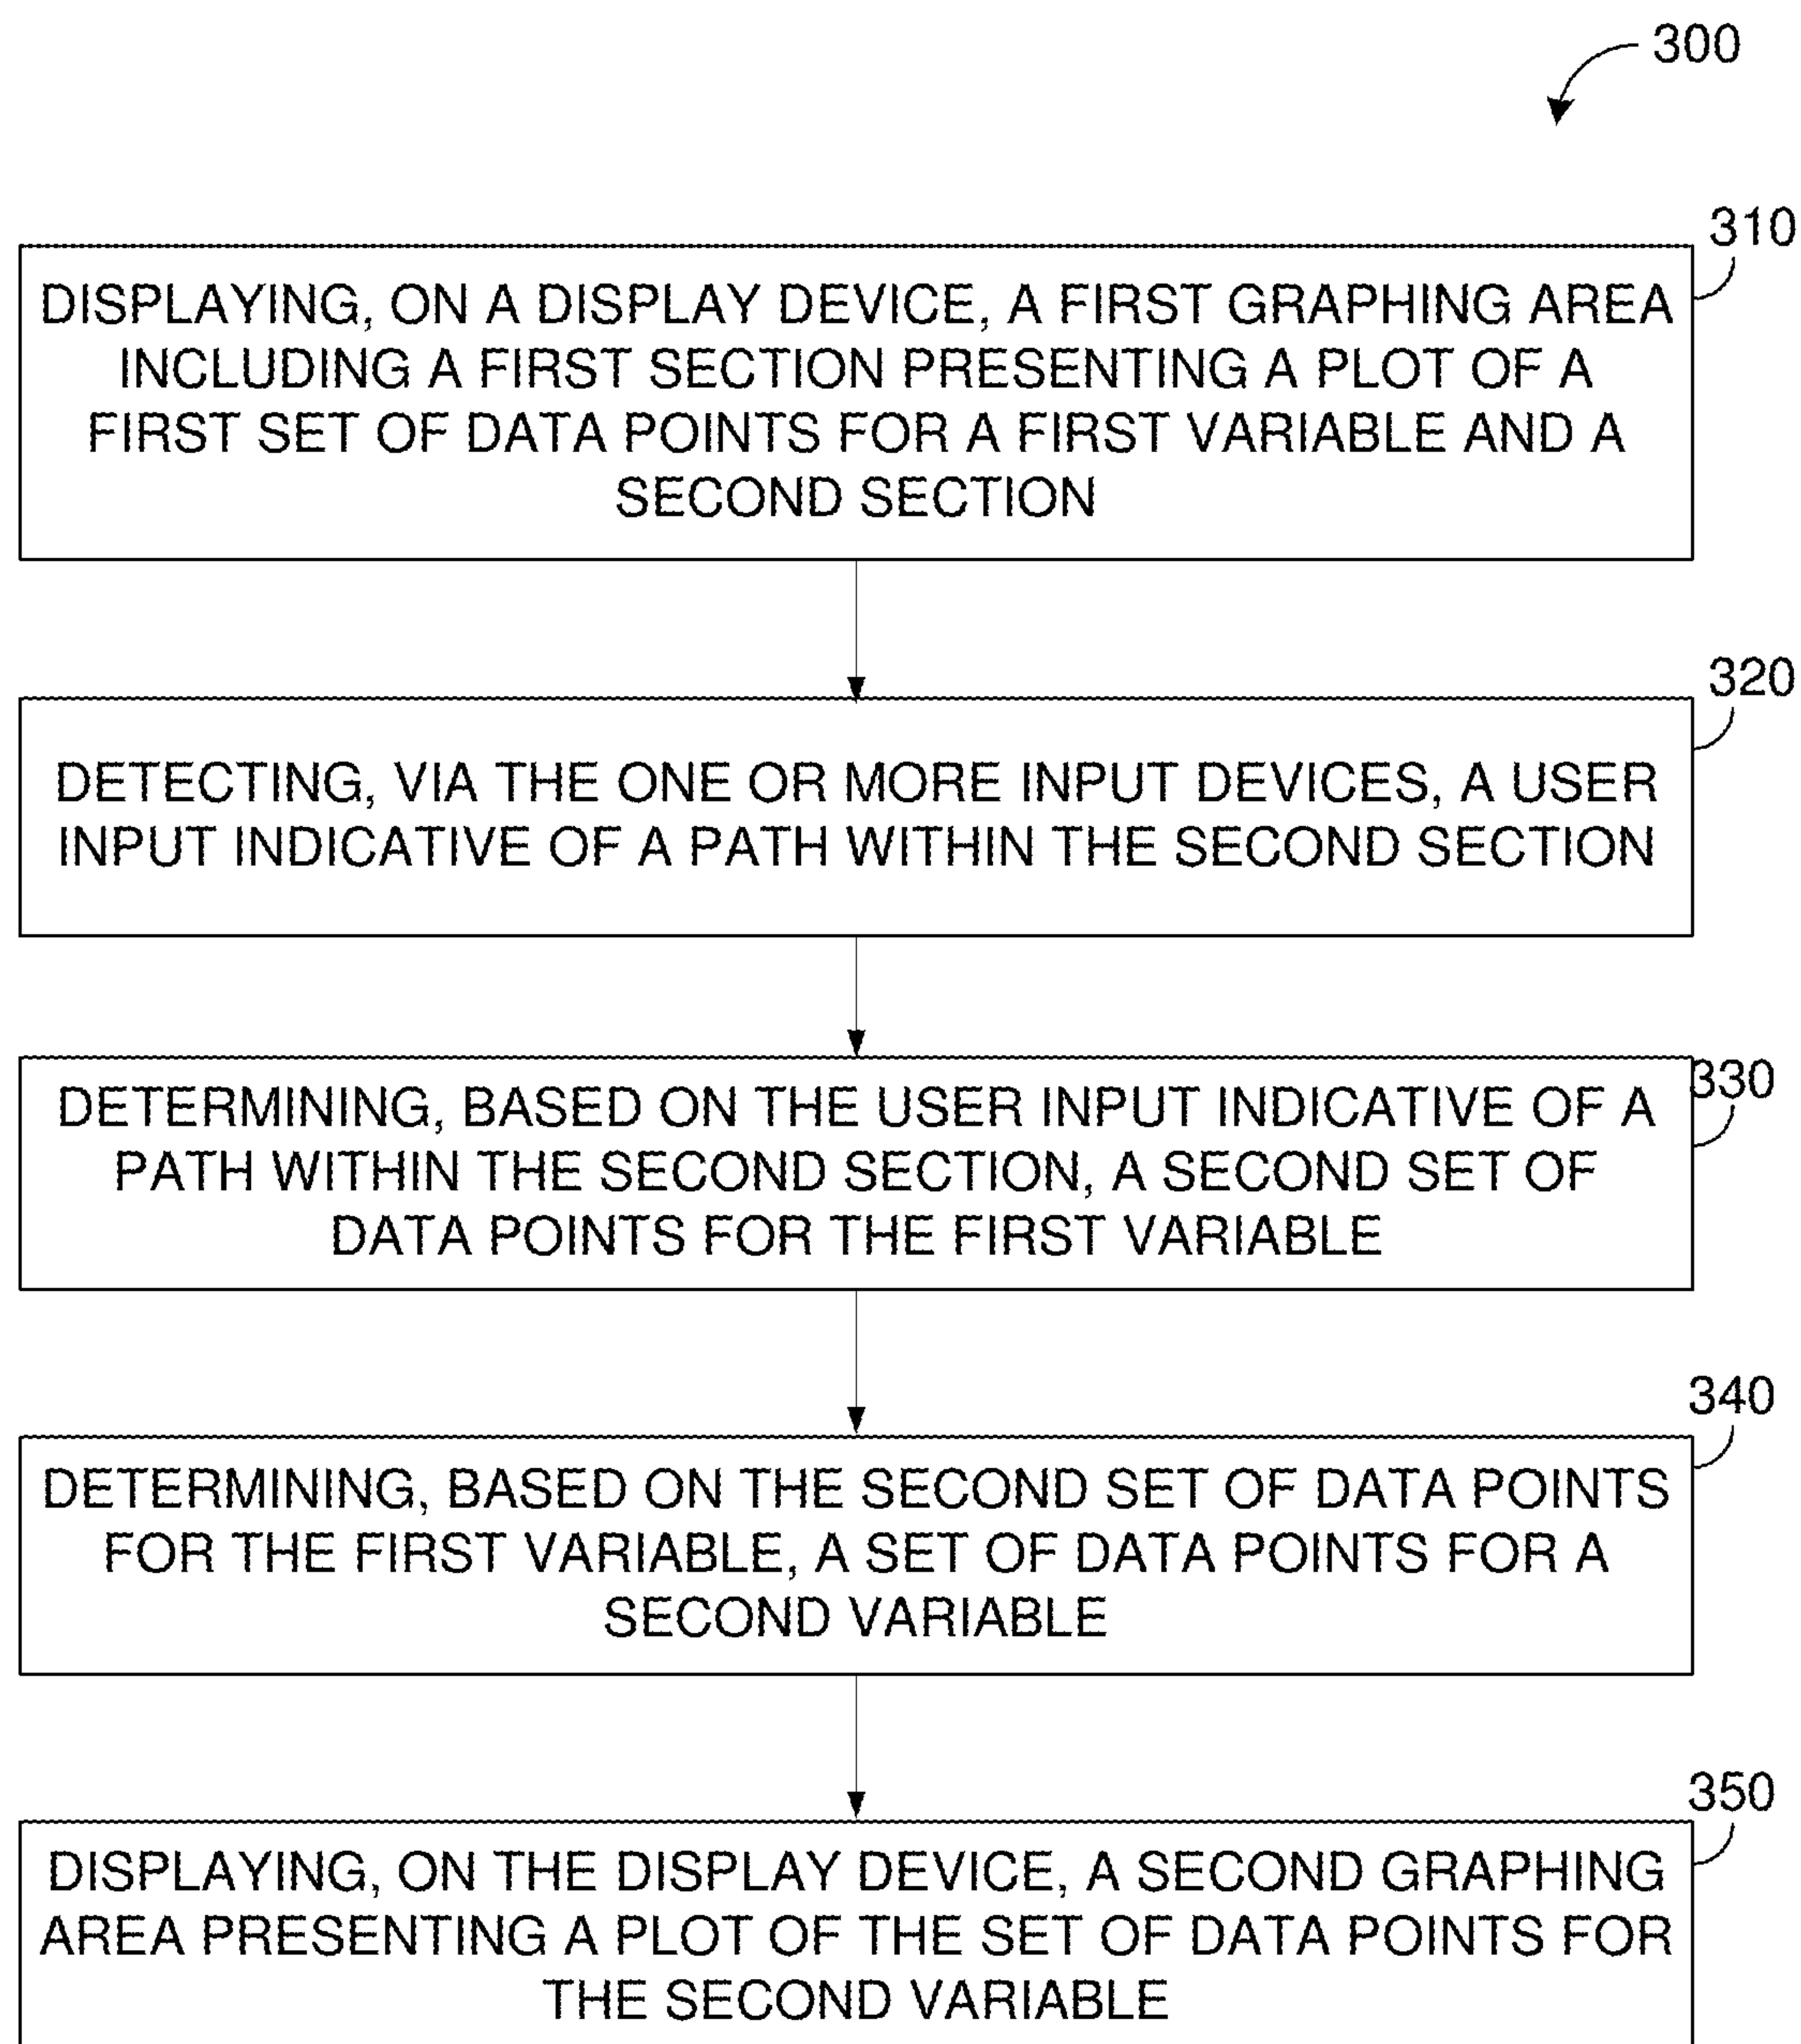 300
310
DISPLAYING, ON A DISPLAY DEVICE, A FIRST GRAPHING AREA
INCLUDING A FIRST SECTION PRESENTING A PLOT OF A
FIRST SET OF DATA POINTS FOR A FIRST VARIABLE AND A
SECOND SECTION
320
DETECTING, VIA THE ONE OR MORE INPUT DEVICES, A USER
INPUT INDICATIVE OF A PATH WITHIN THE SECOND SECTION
330
DETERMINING, BASED ON THE USER INPUT INDICATIVE OF A
PATH WITHIN THE SECOND SECTION, A SECOND SET OF
DATA POINTS FOR THE FIRST VARIABLE
340
DETERMINING, BASED ON THE SECOND SET OF DATA POINTS
FOR THE FIRST VARIABLE, A SET OF DATA POINTS FOR A
SECOND VARIABLE
350
DISPLAYING, ON THE DISPLAY DEVICE, A SECOND GRAPHING
AREA PRESENTING A PLOT OF THE SET OF DATA POINTS FOR
THE SECOND VARIABLE